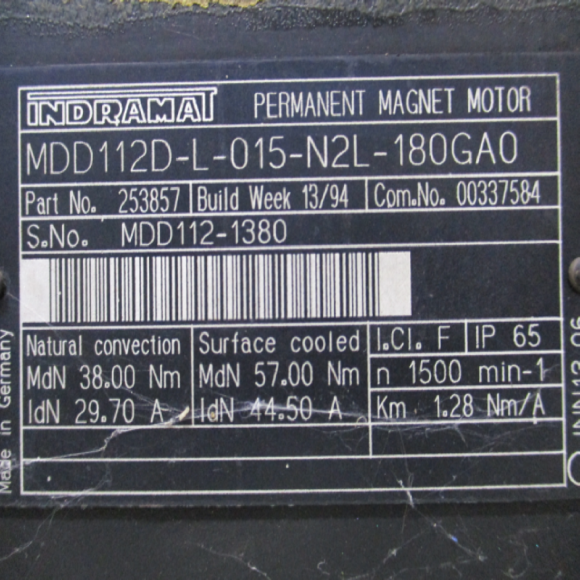 INDRAMAT PERMANENT MAGNET MOTOR
MDD112D-L-015-N2L-180GA0
Part No. 253857 Build Week 13/94 Com.No. 00337584
S.No. MDD112-1380
Natural convection Surface cooled I.Cl. F IP 65
MdN 38.00 Nm MdN 57.00 Nm n 1500 min-1
IdN 29.70 A IdN 44.50 A Km 1.28 Nm/A
Made in Germany